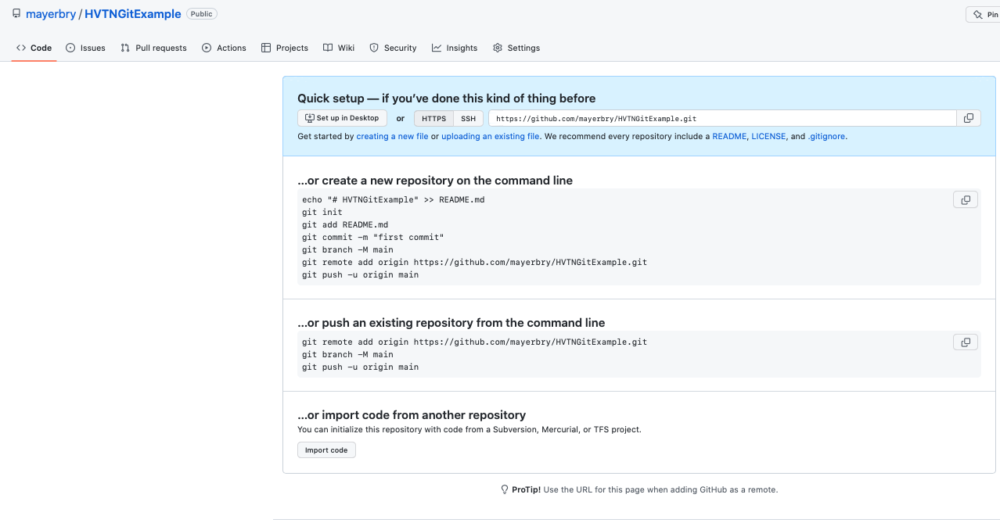 mayerbry / HVTNGitExample Public
Pin
Code Issues Pull requests Actions Projects Wiki Security Insights Settings
Quick setup — if you’ve done this kind of thing before
Set up in Desktop or HTTPS SSH https://github.com/mayerbry/HVTNGitExample.git
Get started by creating a new file or uploading an existing file. We recommend every repository include a README, LICENSE, and .gitignore.
…or create a new repository on the command line
echo "# HVTNGitExample" >> README.md
git init
git add README.md
git commit -m "first commit"
git branch -M main
git remote add origin https://github.com/mayerbry/HVTNGitExample.git
git push -u origin main
…or push an existing repository from the command line
git remote add origin https://github.com/mayerbry/HVTNGitExample.git
git branch -M main
git push -u origin main
…or import code from another repository
You can initialize this repository with code from a Subversion, Mercurial, or TFS project.
Import code
ProTip! Use the URL for this page when adding GitHub as a remote.